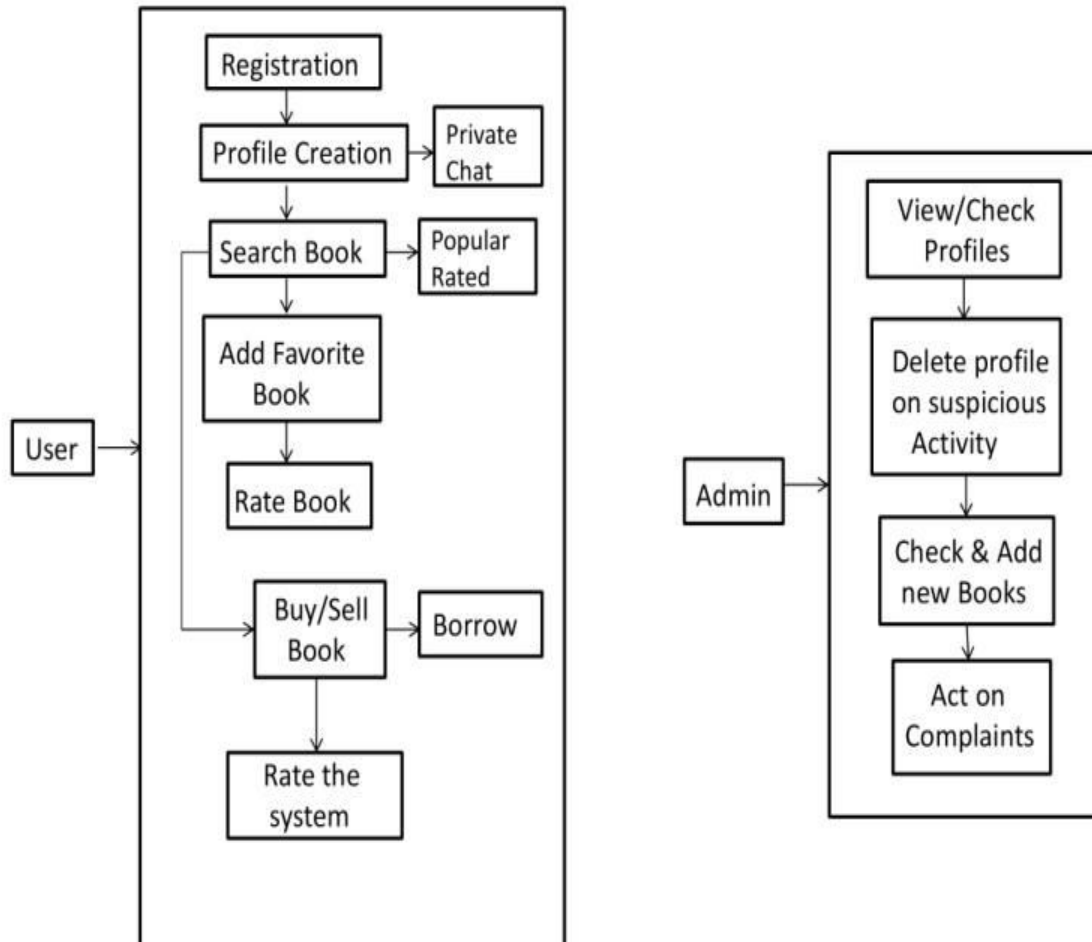 Registration
Profile Creation
Private
Chat
Search Book
Popular
Rated
Add Favorite
Book
Rate Book
User
Buy/Sell
Book
Borrow
Rate the
system
View/Check
Profiles
Delete profile
on suspicious
Activity
Admin
Check & Add
new Books
Act on
Complaints